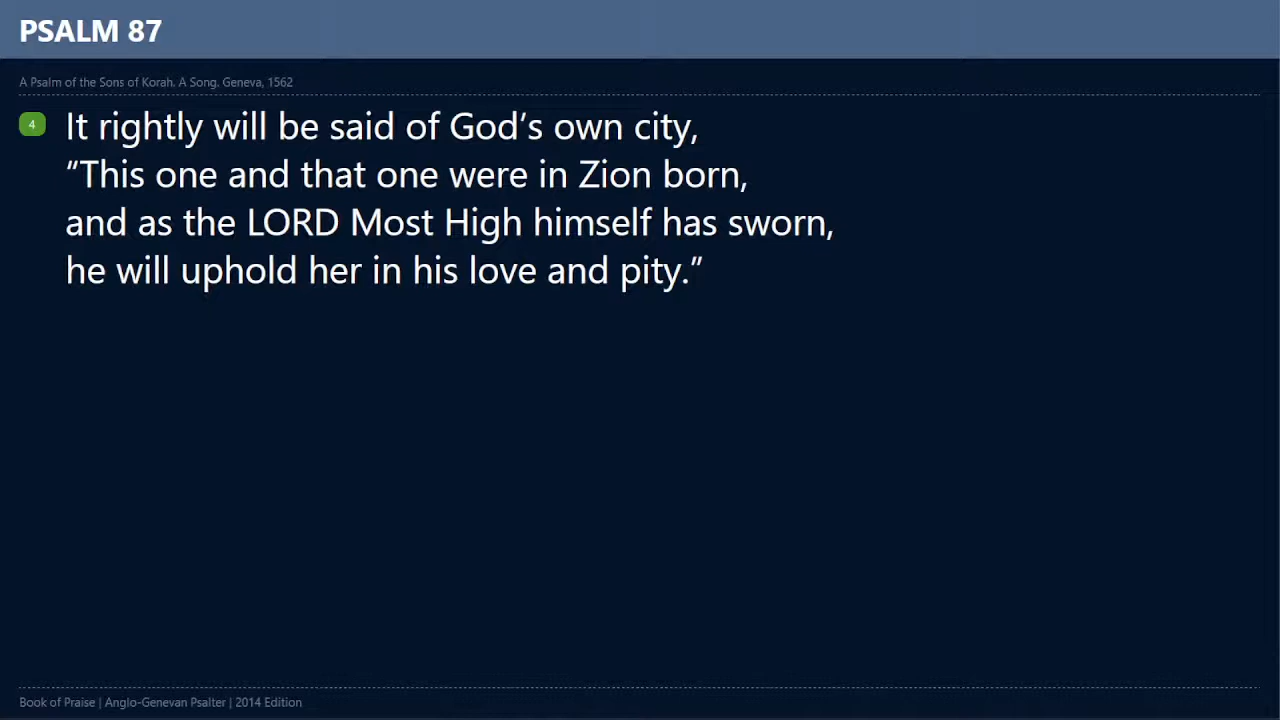 PSALM 87
A Psalm of the Sons of Korah. A Song. Geneva, 1562
4 It rightly will be said of God’s own city,
“This one and that one were in Zion born,
and as the LORD Most High himself has sworn,
he will uphold her in his love and pity.”
Book of Praise | Anglo-Genevan Psalter | 2014 Edition